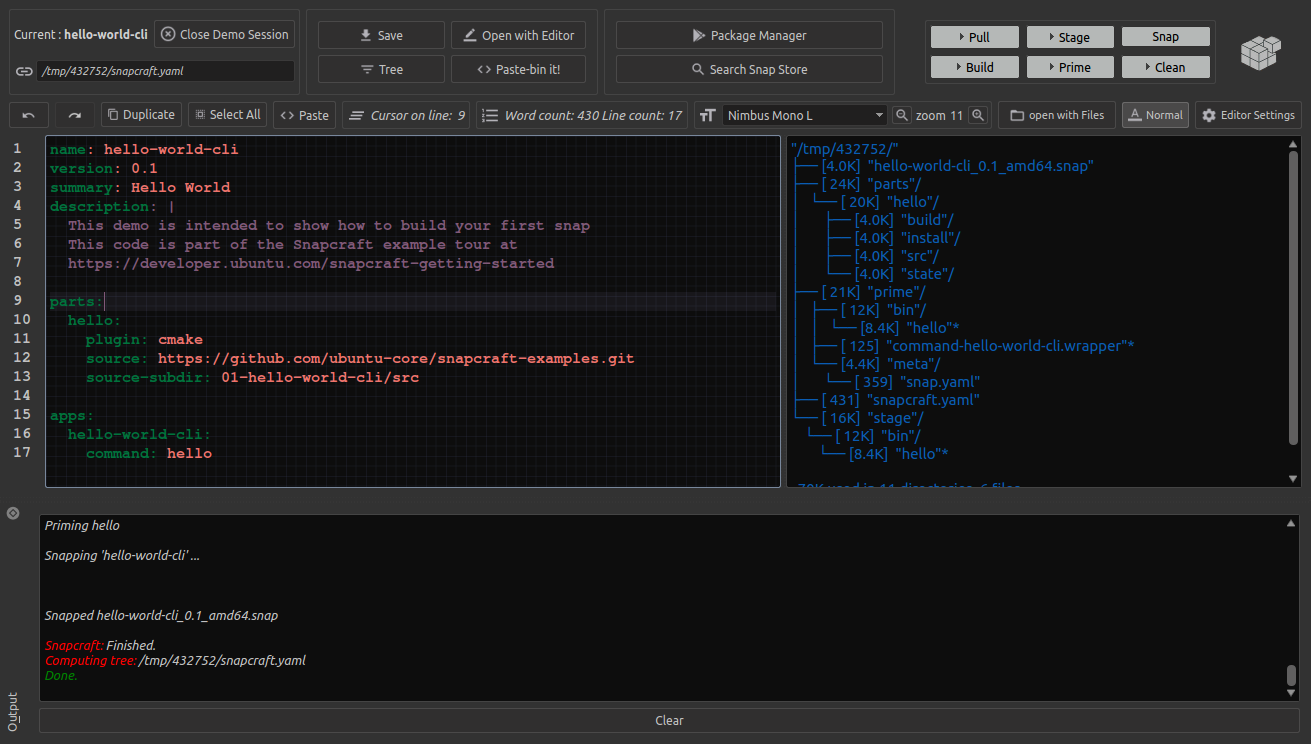 Current : hello-world-cli
Close Demo Session
/tmp/432752/snapcraft.yaml
Save
Open with Editor
Tree
Paste-bin it!
Package Manager
Search Snap Store
Pull
Stage
Snap
Build
Prime
Clean
Duplicate
Select All
Paste
Cursor on line: 9
Word count: 430 Line count: 17
Nimbus Mono L
zoom 11
open with Files
Normal
Editor Settings
1 name: hello-world-cli
2 version: 0.1
3 summary: Hello World
4 description: |
5 This demo is intended to show how to build your first snap
6 This code is part of the Snapcraft example tour at
7 https://developer.ubuntu.com/snapcraft-getting-started
8
9 parts:
10 hello:
11 plugin: cmake
12 source: https://github.com/ubuntu-core/snapcraft-examples.git
13 source-subdir: 01-hello-world-cli/src
14
15 apps:
16 hello-world-cli:
17 command: hello
"/tmp/432752/"
├── [4.0K] "hello-world-cli_0.1_amd64.snap"
├── [ 24K] "parts"/
│ └── [ 20K] "hello"/
│ ├── [4.0K] "build"/
│ ├── [4.0K] "install"/
│ ├── [4.0K] "src"/
│ └── [4.0K] "state"/
├── [ 21K] "prime"/
│ ├── [ 12K] "bin"/
│ │ └── [8.4K] "hello"*
│ ├── [ 125] "command-hello-world-cli.wrapper"*
│ └── [4.4K] "meta"/
│ └── [ 359] "snap.yaml"
├── [ 431] "snapcraft.yaml"
└── [ 16K] "stage"/
└── [ 12K] "bin"/
└── [8.4K] "hello"*
70K used in 11 directories, 6 files
Output
Priming hello
Snapping 'hello-world-cli' ...
Snapped hello-world-cli_0.1_amd64.snap
Snapcraft: Finished.
Computing tree: /tmp/432752/snapcraft.yaml
Done.
Clear